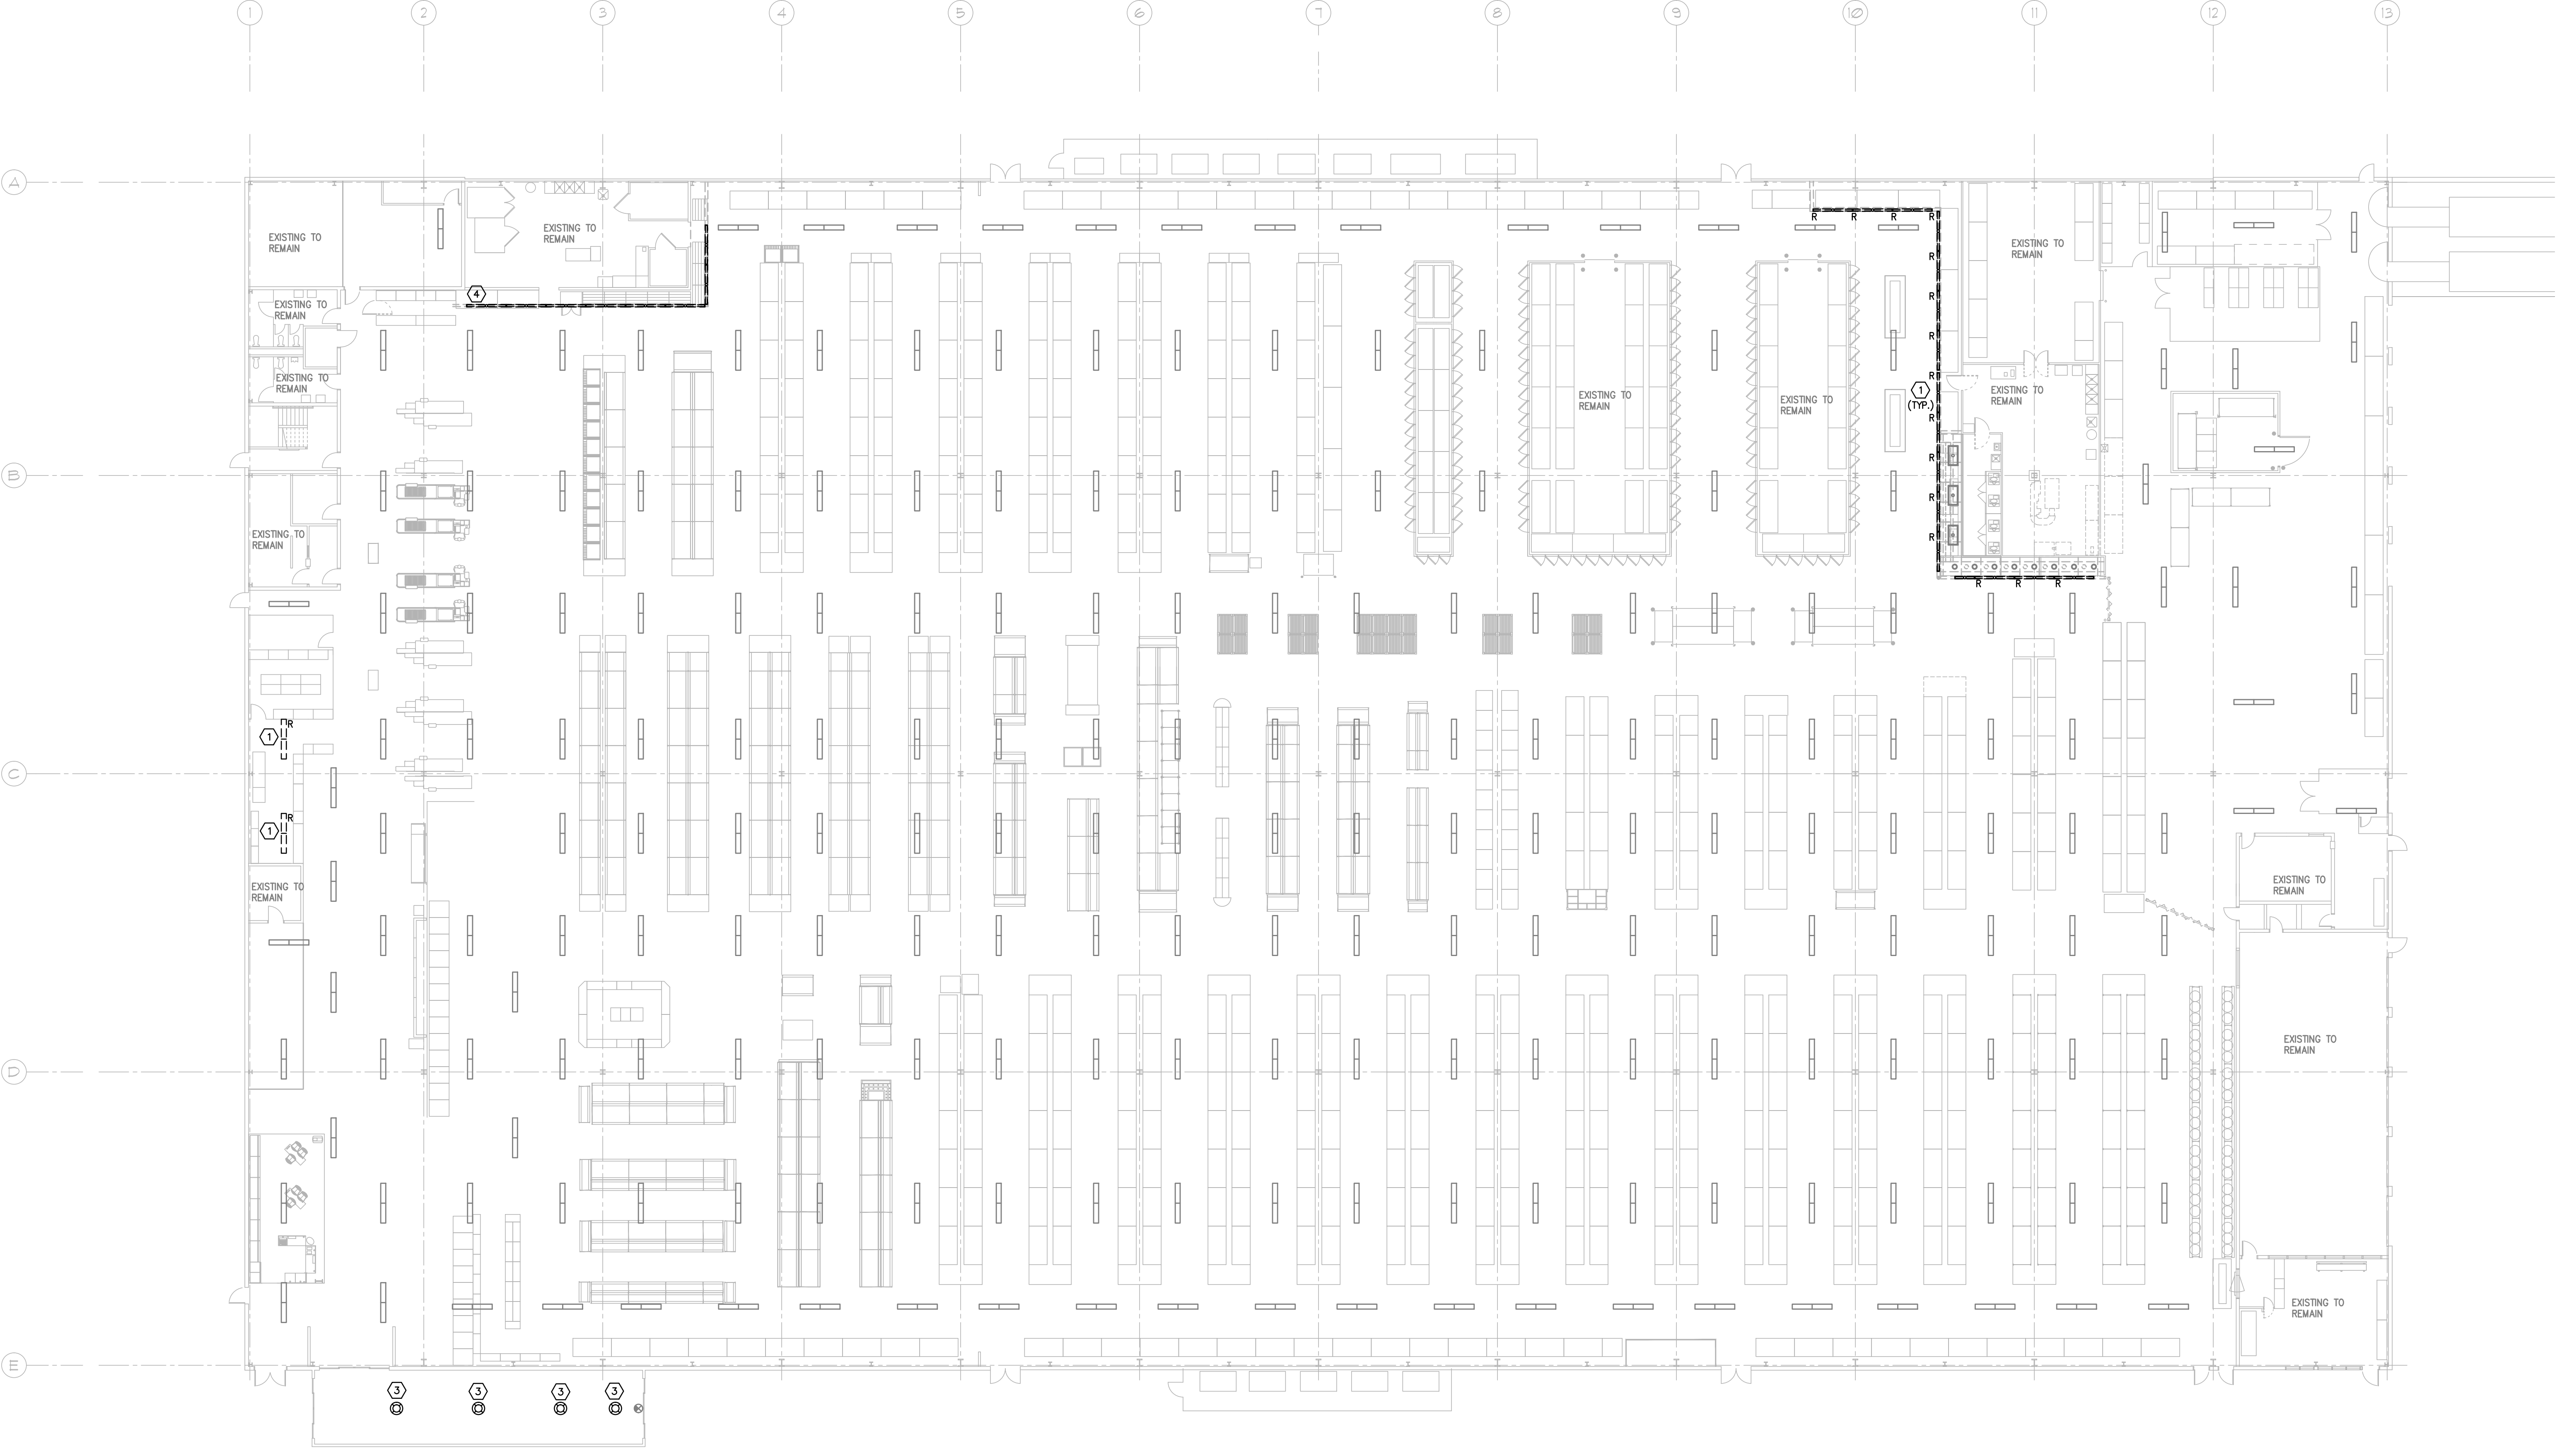 1 2 3 4 5 6 7 8 9 10 11 12 13
A
R R R R
EXISTING TO
REMAIN
EXISTING TO
REMAIN
EXISTING TO
REMAIN
R
4
R
EXISTING TO
REMAIN
R
EXISTING TO
REMAIN
R
1
(TYP.)
EXISTING TO
REMAIN
EXISTING TO
REMAIN
EXISTING TO
REMAIN
R
B
R
R
EXISTING TO
REMAIN
R
R R R
R
1
C
R
1
EXISTING TO
REMAIN
EXISTING TO
REMAIN
EXISTING TO
REMAIN
D
EXISTING TO
REMAIN
E
3 3 3 3